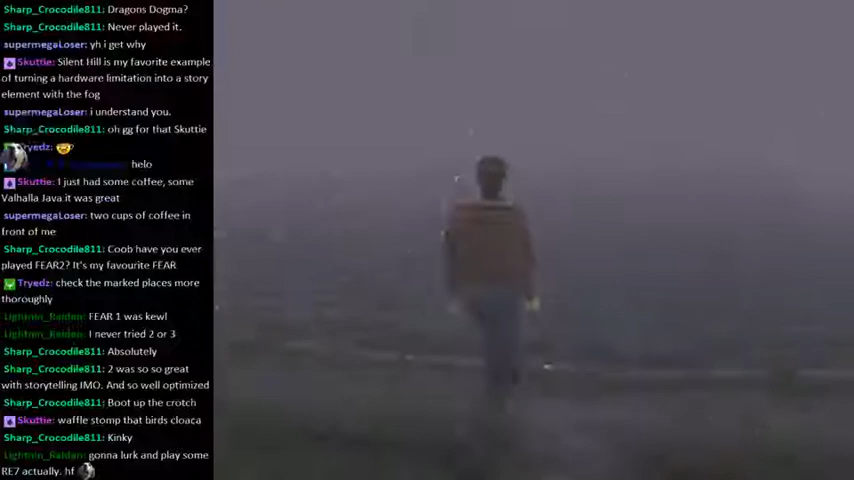 Sharp_Crocodile811: Dragons Dogma?
Sharp_Crocodile811: Never played it.
supermegaLoser: yh i get why
Skuttie: Silent Hill is my favorite example
of turning a hardware limitation into a story
element with the fog
supermegaLoser: i understand you.
Sharp_Crocodile811: oh gg for that Skuttie
Tryedz:
helo
Skuttie: I just had some coffee, some
Valhalla Java it was great
supermegaLoser: two cups of coffee in
front of me
Sharp_Crocodile811: Coob have you ever
played FEAR2? It's my favourite FEAR
Tryedz: check the marked places more
thoroughly
Lightnin_Raiden: FEAR 1 was kew!
Lightnin_Raiden: I never tried 2 or 3
Sharp_Crocodile811: Absolutely
Sharp_Crocodile811: 2 was so so great
with storytelling IMO. And so well optimized
Sharp_Crocodile811: Boot up the crotch
Skuttie: waffle stomp that birds cloaca
Sharp_Crocodile811: Kinky
Lightnin_Raiden: gonna lurk and play some
RE7 actually. hf